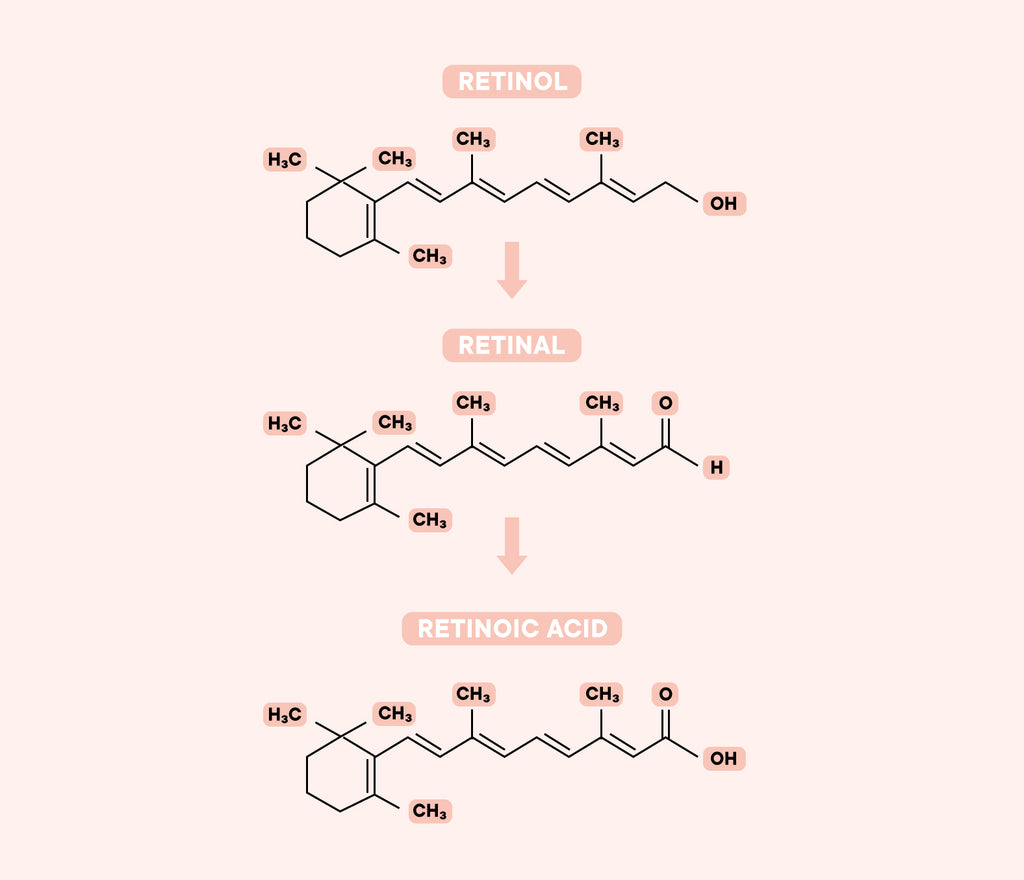 RETINOL
CH₃ CH₃
H₃C CH₃
OH
CH₃
RETINAL
CH₃ CH₃ O
H₃C CH₃
H
CH₃
RETINOIC ACID
CH₃ CH₃ O
H₃C CH₃
OH
CH₃